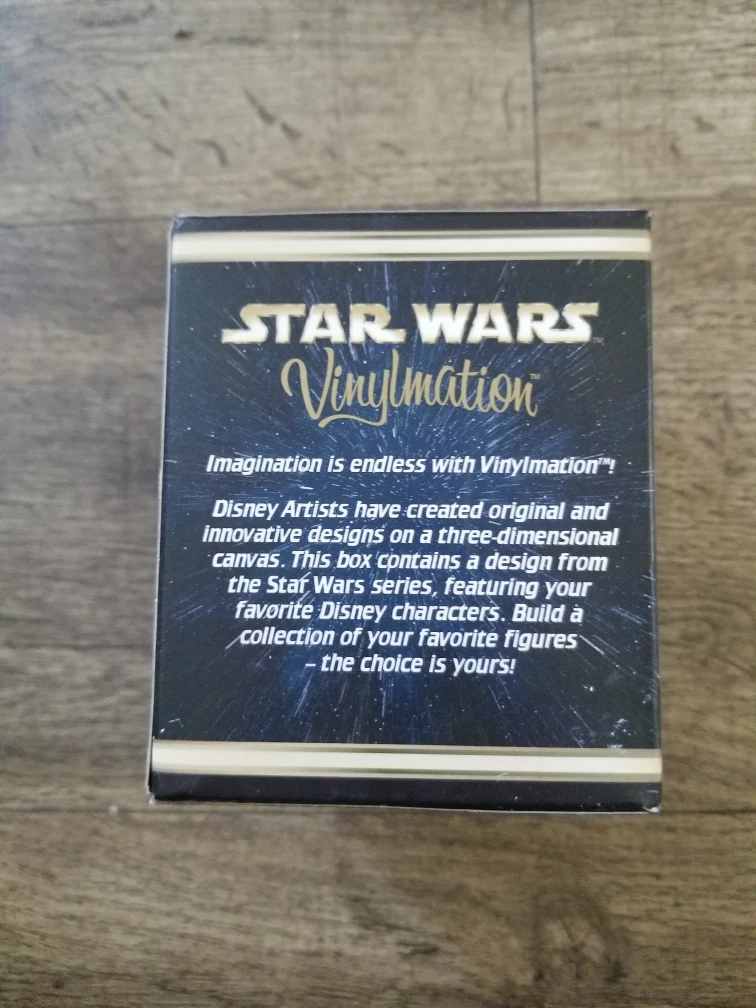 STAR WARS™
Vinylmation™
Imagination is endless with Vinylmation™!
Disney Artists have created original and
innovative designs on a three-dimensional
canvas. This box contains a design from
the Star Wars series, featuring your
favorite Disney characters. Build a
collection of your favorite figures
– the choice is yours!